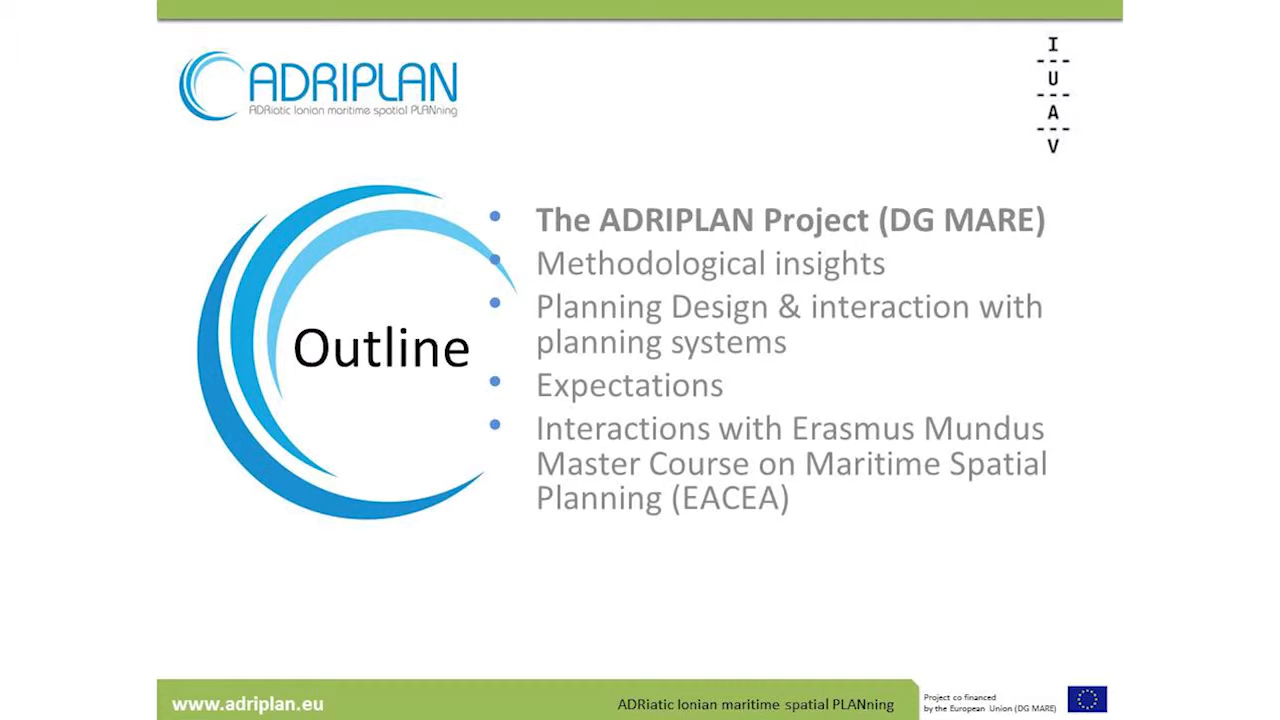 ADRIPLAN
ADRiatic Ionian maritime spatial PLANning
I
U
A
V
Outline
• The ADRIPLAN Project (DG MARE)
• Methodological insights
• Planning Design & interaction with
planning systems
• Expectations
• Interactions with Erasmus Mundus
Master Course on Maritime Spatial
Planning (EACEA)
www.adriplan.eu
ADRiatic Ionian maritime spatial PLANning
Project co financed
by the European Union (DG MARE)